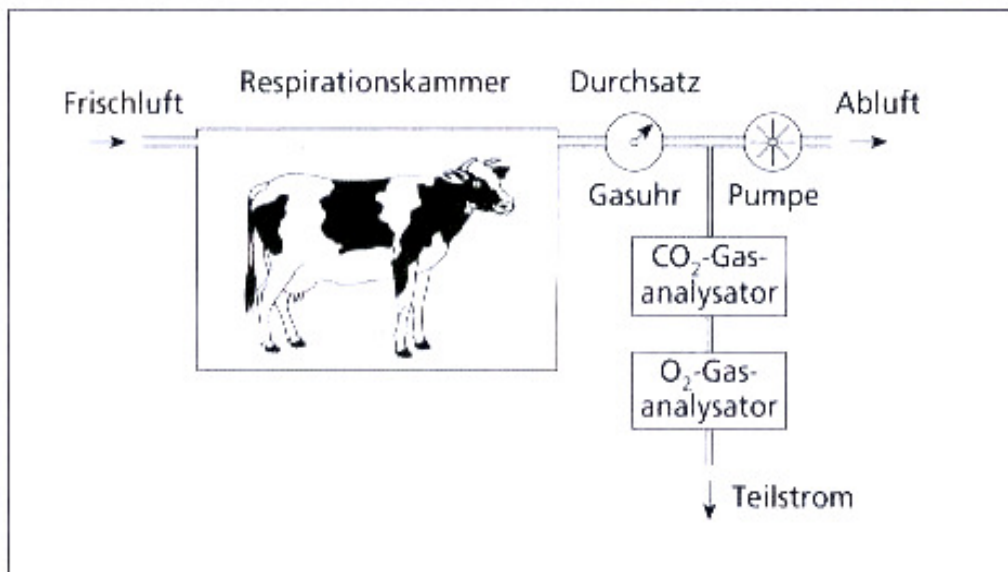 Respirationskammer
Durchsatz
Frischluft
Abluft
Gasuhr
Pumpe
CO₂-Gas-
analysator
O₂-Gas-
analysator
Teilstrom